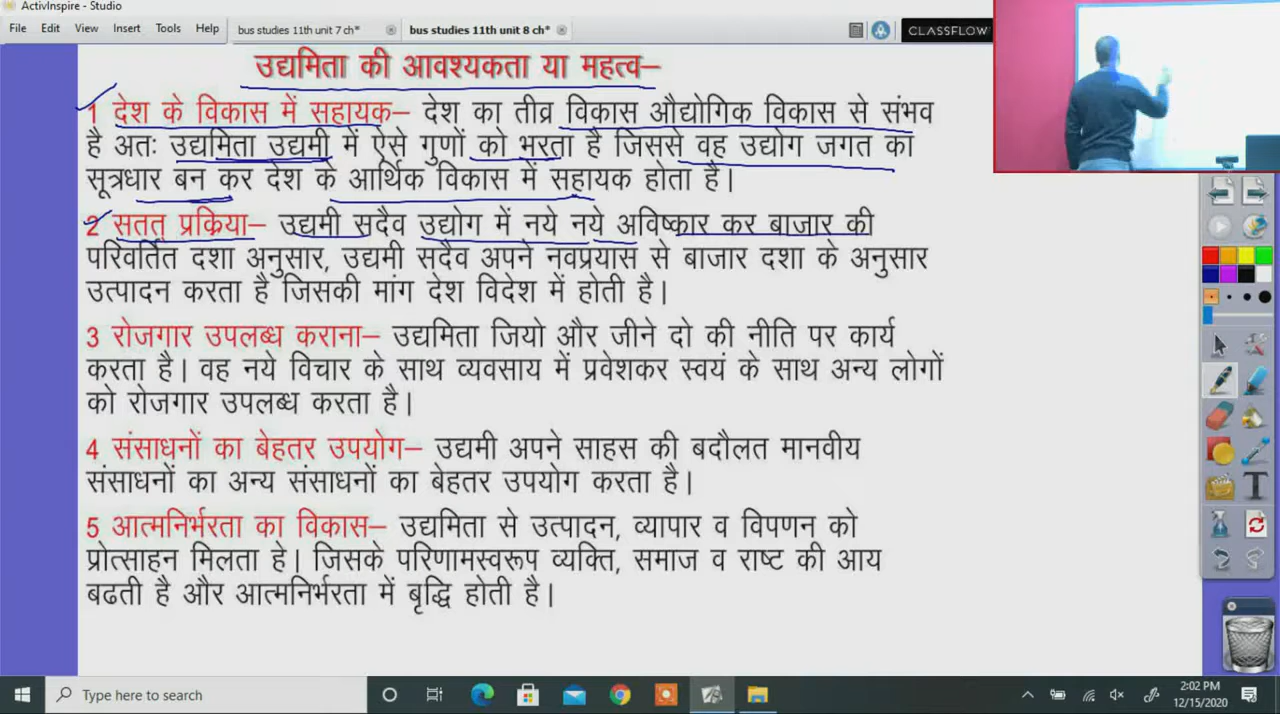 ActivInspire - Studio
File Edit View Insert Tools Help
bus studies 11th unit 7 ch*
bus studies 11th unit 8 ch*
CLASSFLOW
उद्यमिता की आवश्यकता या महत्व–
1 देश के विकास में सहायक– देश का तीव्र विकास औद्योगिक विकास से संभव
है अतः उद्यमिता उद्यमी में ऐसे गुणों को भरता है जिससे वह उद्योग जगत का
सूत्रधार बन कर देश के आर्थिक विकास में सहायक होता है।
2 सतत् प्रकिया– उद्यमी सदैव उद्योग में नये नये अविष्कार कर बाजार की
परिवर्तित दशा अनुसार, उद्यमी सदैव अपने नवप्रयास से बाजार दशा के अनुसार
उत्पादन करता है जिसकी मांग देश विदेश में होती है।
3 रोजगार उपलब्ध कराना– उद्यमिता जियो और जीने दो की नीति पर कार्य
करता है। वह नये विचार के साथ व्यवसाय में प्रवेशकर स्वयं के साथ अन्य लोगों
को रोजगार उपलब्ध करता है।
4 संसाधनों का बेहतर उपयोग– उद्यमी अपने साहस की बदौलत मानवीय
संसाधनों का अन्य संसाधनों का बेहतर उपयोग करता है।
5 आत्मनिर्भरता का विकास– उद्यमिता से उत्पादन, व्यापार व विपणन को
प्रोत्साहन मिलता हे। जिसके परिणामस्वरूप व्यक्ति, समाज व राष्ट की आय
बढती है और आत्मनिर्भरता में बृद्धि होती है।
Type here to search
2:02 PM
12/15/2020